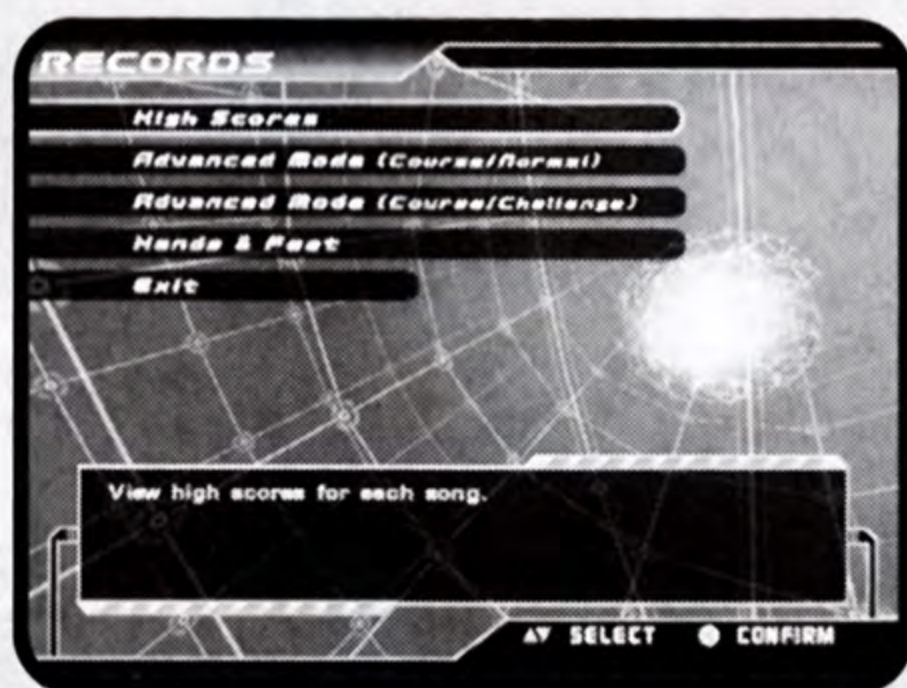 RECORDS
High Scores
Advanced Mode (Course/Normal)
Advanced Mode (Course/Challenge)
Hands & Feet
Exit
View high scores for each song.
▲▼ SELECT ● CONFIRM